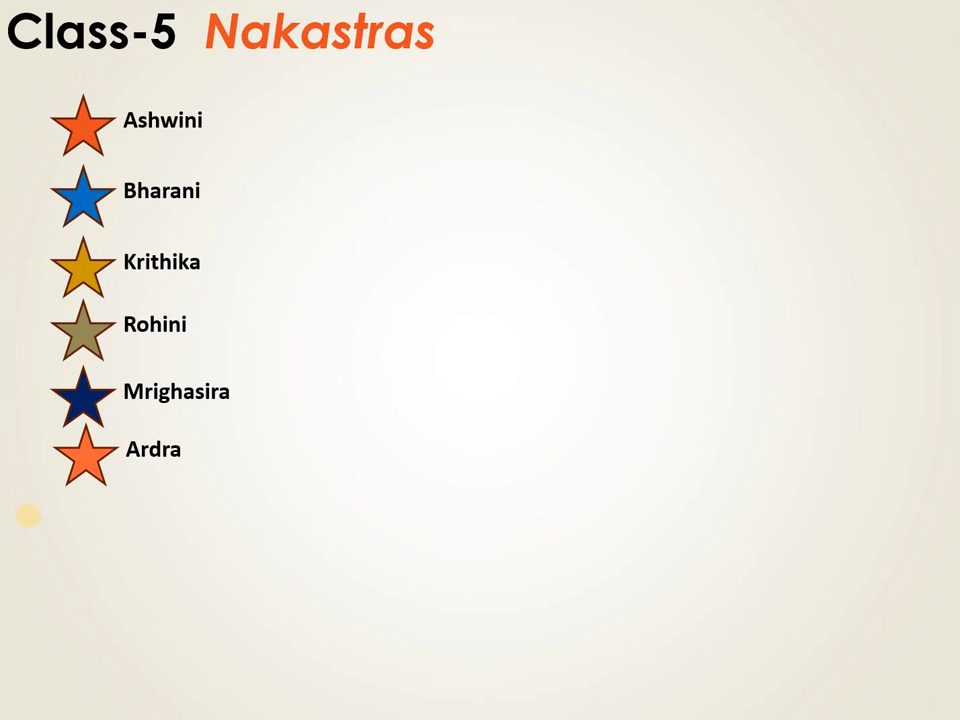 Class-5 Nakastras
Ashwini
Bharani
Krithika
Rohini
Mrighasira
Ardra